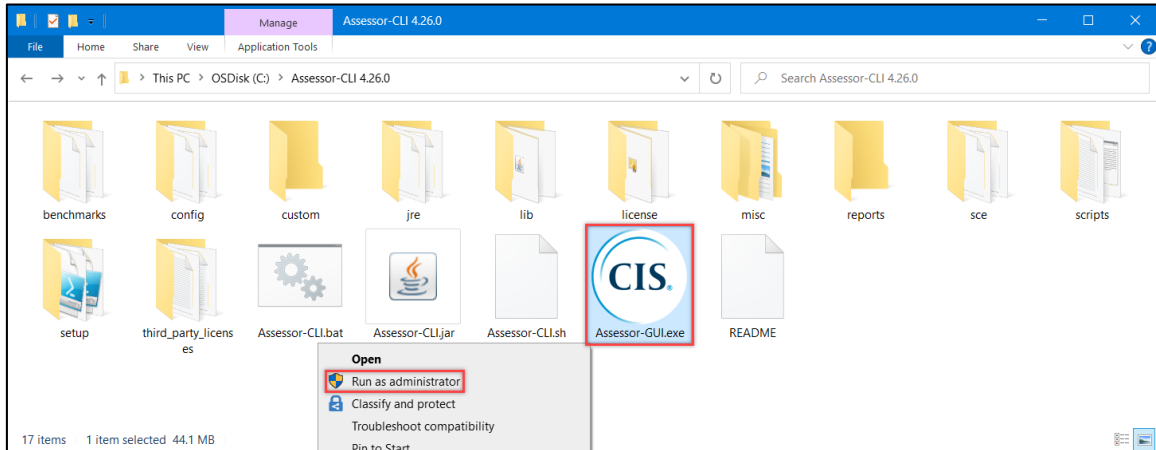 Manage
Assessor-CLI 4.26.0
File
Home
Share
View
Application Tools
?
This PC > OSDisk (C:) > Assessor-CLI 4.26.0
Search Assessor-CLI 4.26.0
benchmarks
config
custom
jre
lib
license
misc
reports
sce
scripts
CIS.
setup
third_party_licens
es
Assessor-CLI.bat
Assessor-CLI.jar
Assessor-CLI.sh
Assessor-GUI.exe
README
Open
Run as administrator
Classify and protect
Troubleshoot compatibility
Pin to Start
17 items
1 item selected 44.1 MB